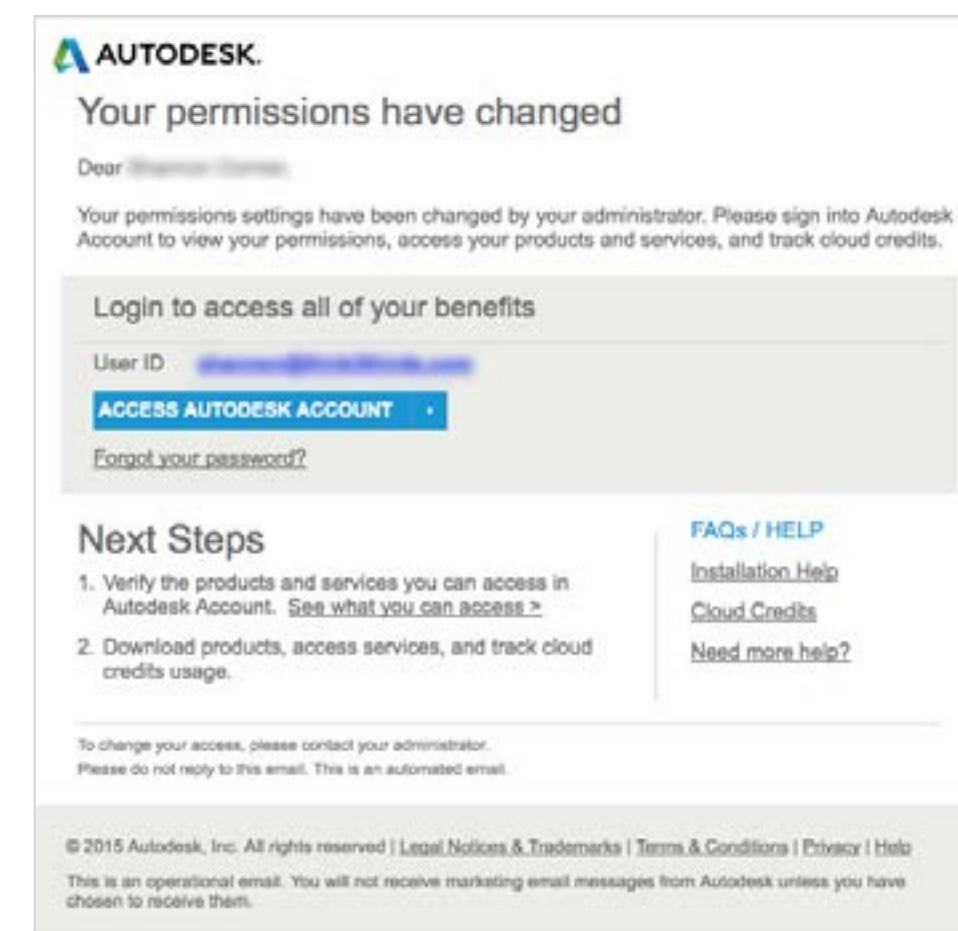 AUTODESK.
Your permissions have changed
Dear
Your permissions settings have been changed by your administrator. Please sign into Autodesk
Account to view your permissions, access your products and services, and track cloud credits.
Login to access all of your benefits
User ID
ACCESS AUTODESK ACCOUNT
Forgot your password?
Next Steps
1. Verify the products and services you can access in
Autodesk Account. See what you can access >
2. Download products, access services, and track cloud
credits usage.
FAQs / HELP
Installation Help
Cloud Credits
Need more help?
To change your access, please contact your administrator.
Please do not reply to this email. This is an automated email.
© 2015 Autodesk, Inc. All rights reserved | Legal Notices & Trademarks | Terms & Conditions | Privacy | Help
This is an operational email. You will not receive marketing email messages from Autodesk unless you have
chosen to receive them.